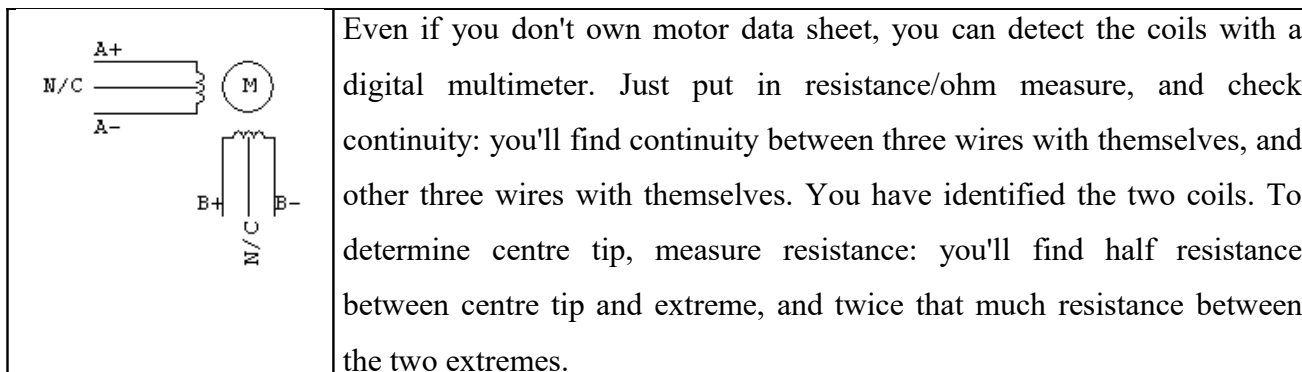 A+
N/C
M
A-
B+
B-
N/C
Even if you don't own motor data sheet, you can detect the coils with a
digital multimeter. Just put in resistance/ohm measure, and check
continuity: you'll find continuity between three wires with themselves, and
other three wires with themselves. You have identified the two coils. To
determine centre tip, measure resistance: you'll find half resistance
between centre tip and extreme, and twice that much resistance between
the two extremes.